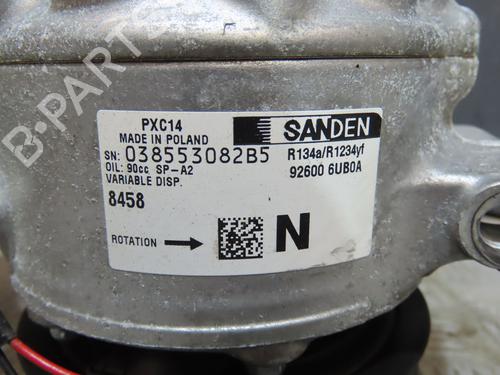 PXC14
MADE IN POLAND
SANDEN
SN: 038553082B5
R134a/R1234yf
OIL: 90cc SP-A2
92600 6UB0A
VARIABLE DISP.
8458
ROTATION
N
B-PARTS